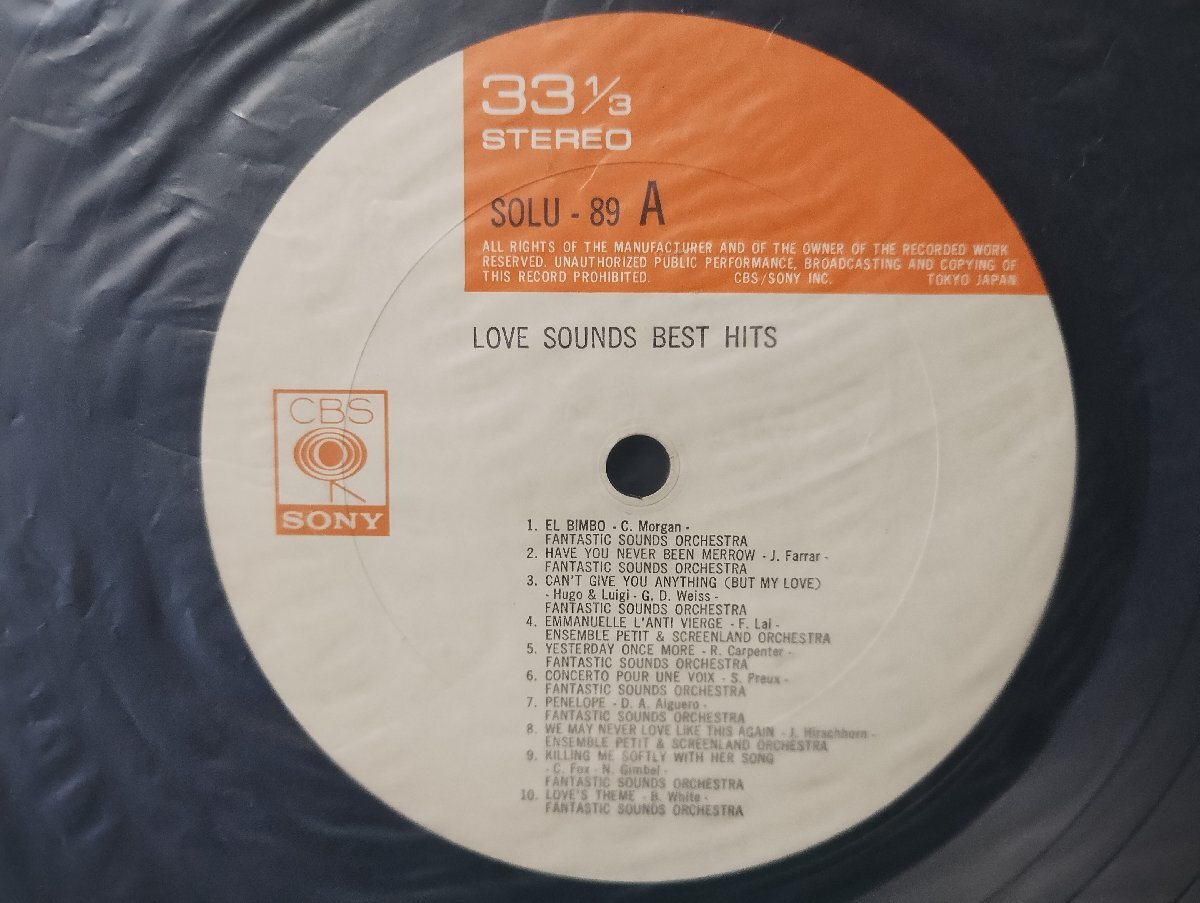 33 1/3
STEREO
SOLU - 89 A
ALL RIGHTS OF THE MANUFACTURER AND OF THE OWNER OF THE RECORDED WORK
RESERVED. UNAUTHORIZED PUBLIC PERFORMANCE, BROADCASTING AND COPYING OF
THIS RECORD PROHIBITED. CBS/SONY INC. TOKYO JAPAN
LOVE SOUNDS BEST HITS
CBS
SONY
1. EL BIMBO - C. Morgan -
FANTASTIC SOUNDS ORCHESTRA
2. HAVE YOU NEVER BEEN MERROW - J. Farrar -
FANTASTIC SOUNDS ORCHESTRA
3. CAN'T GIVE YOU ANYTHING (BUT MY LOVE)
- Hugo & Luigi - G. D. Weiss -
FANTASTIC SOUNDS ORCHESTRA
4. EMMANUELLE L'ANTI VIERGE - F. Lai -
ENSEMBLE PETIT & SCREENLAND ORCHESTRA
5. YESTERDAY ONCE MORE - R. Carpenter -
FANTASTIC SOUNDS ORCHESTRA
6. CONCERTO POUR UNE VOIX - S. Preux -
FANTASTIC SOUNDS ORCHESTRA
7. PENELOPE - D. A. Alguero -
FANTASTIC SOUNDS ORCHESTRA
8. WE MAY NEVER LOVE LIKE THIS AGAIN - J. Hirschhorn -
ENSEMBLE PETIT & SCREENLAND ORCHESTRA
9. KILLING ME SOFTLY WITH HER SONG
- C. Fox - N. Gimbel -
FANTASTIC SOUNDS ORCHESTRA
10. LOVE'S THEME - B. White -
FANTASTIC SOUNDS ORCHESTRA